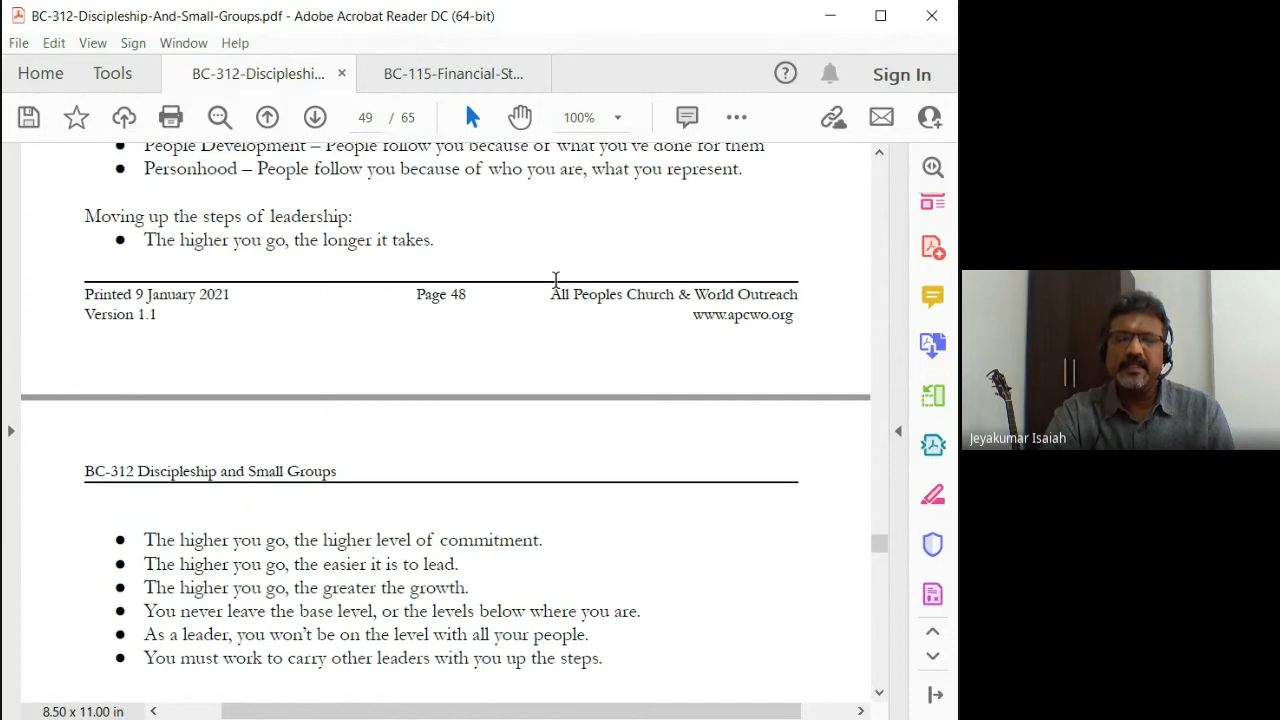 BC-312-Discipleship-And-Small-Groups.pdf - Adobe Acrobat Reader DC (64-bit)
File Edit View Sign Window Help
Home Tools BC-312-Discipleshi... × BC-115-Financial-St... Sign In
49 / 65 100%
● People Development – People follow you because of what you've done for them
● Personhood – People follow you because of who you are, what you represent.
Moving up the steps of leadership:
● The higher you go, the longer it takes.
Printed 9 January 2021 Page 48 All Peoples Church & World Outreach
Version 1.1 www.apcwo.org
Jeyakumar Isaiah
BC-312 Discipleship and Small Groups
● The higher you go, the higher level of commitment.
● The higher you go, the easier it is to lead.
● The higher you go, the greater the growth.
● You never leave the base level, or the levels below where you are.
● As a leader, you won't be on the level with all your people.
● You must work to carry other leaders with you up the steps.
8.50 x 11.00 in